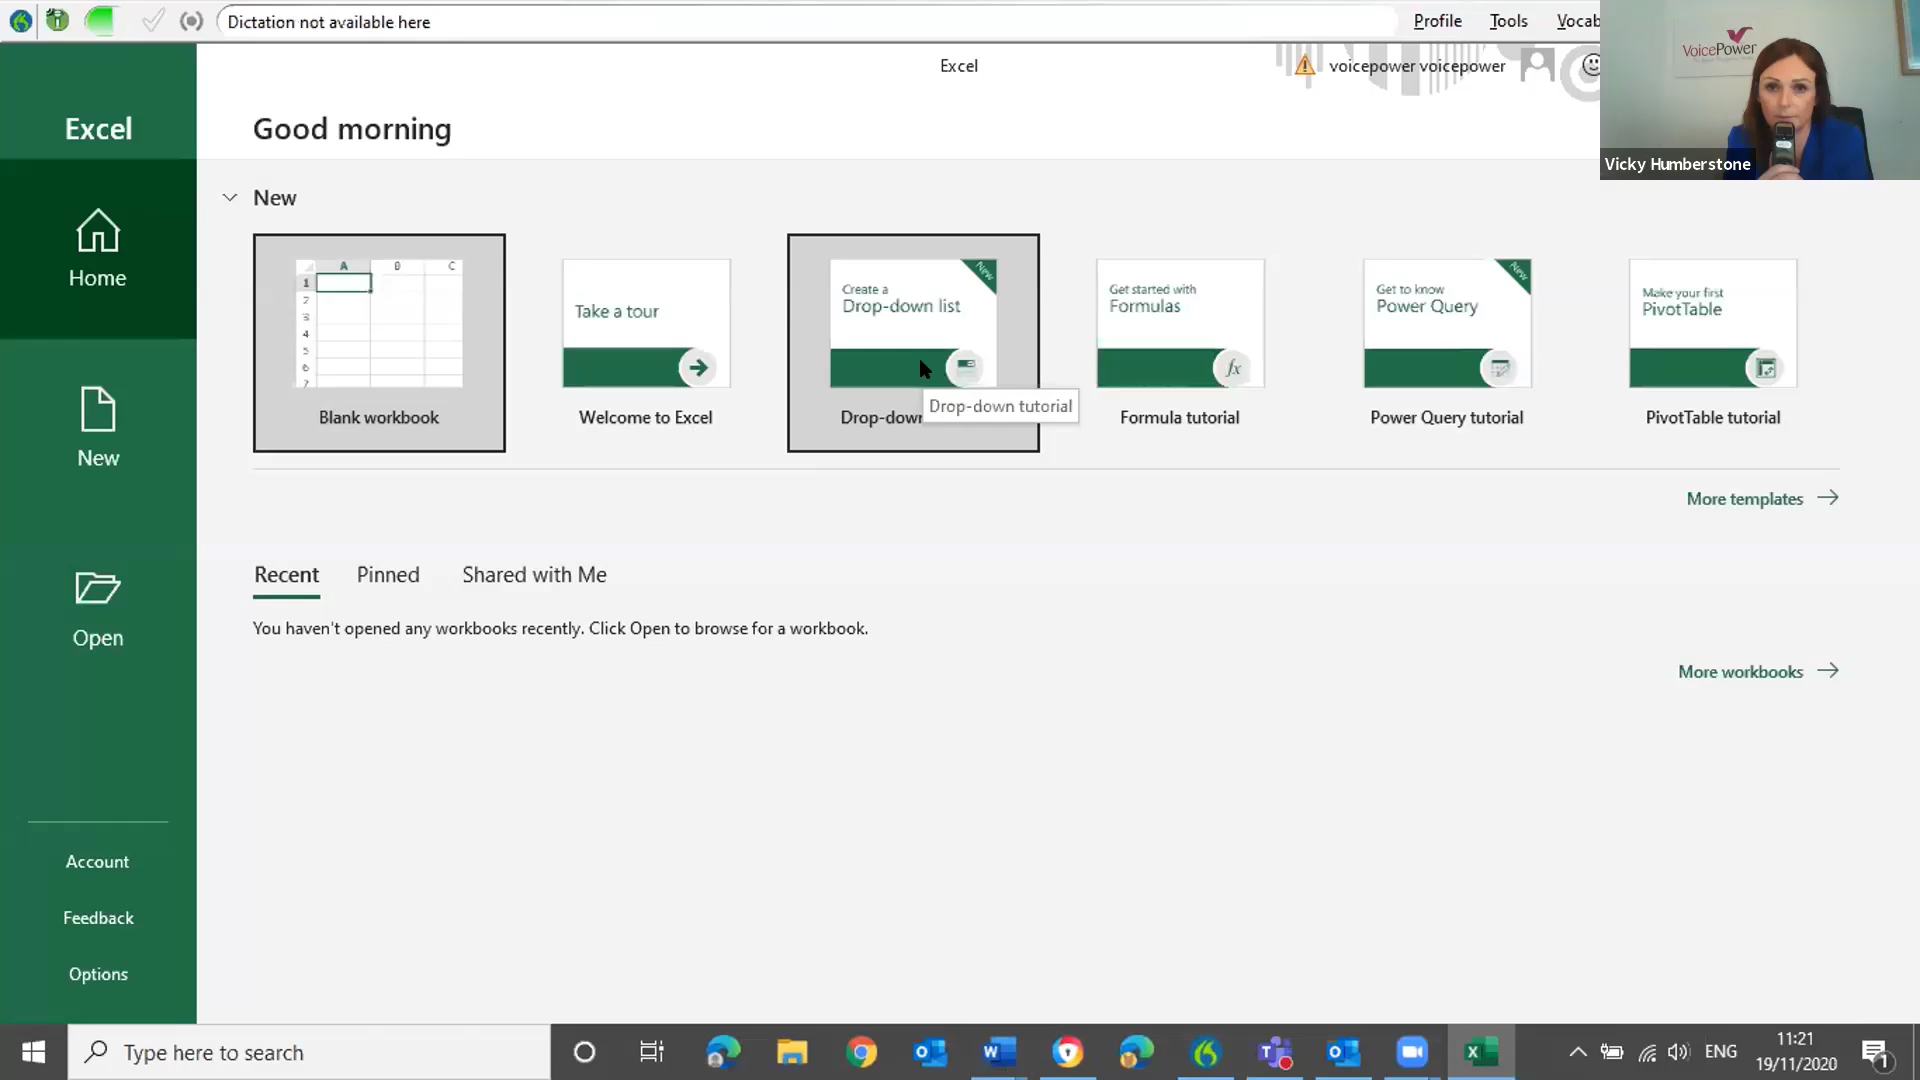 Dictation not available here
Profile Tools Vocab
VoicePower
Excel
voicepower voicepower
Vicky Humberstone
Excel
Good morning
Home
New
Open
Account
Feedback
Options
New
A B C
1
2
3
4
5
6
7
Blank workbook
Take a tour
Welcome to Excel
New
Create a
Drop-down list
Drop-down
Drop-down tutorial
Get started with
Formulas
fx
Formula tutorial
New
Get to know
Power Query
Power Query tutorial
Make your first
PivotTable
PivotTable tutorial
More templates
Recent Pinned Shared with Me
You haven't opened any workbooks recently. Click Open to browse for a workbook.
More workbooks
Type here to search
ENG
11:21
19/11/2020
1